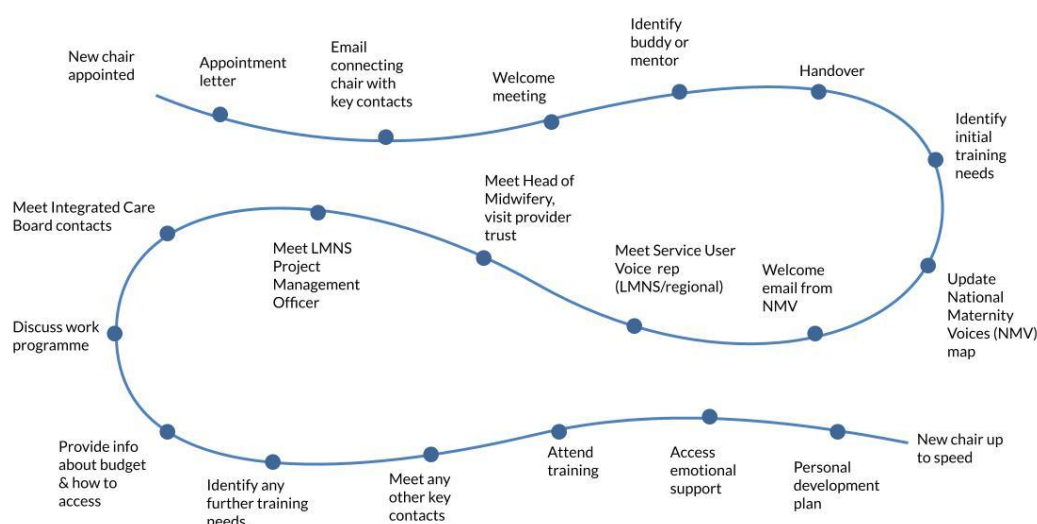 New chair
appointed
Appointment
letter
Email
connecting
chair with
key contacts
Welcome
meeting
Identify
buddy or
mentor
Handover
Identify
initial
training
needs
Update
National
Maternity
Voices (NMV)
map
Welcome
email from
NMV
Meet Service User
Voice rep
(LMNS/regional)
Meet Head of
Midwifery,
visit provider
trust
Meet LMNS
Project
Management
Officer
Meet Integrated Care
Board contacts
Discuss work
programme
Provide info
about budget
& how to
access
Identify any
further training
needs
Meet any
other key
contacts
Attend
training
Access
emotional
support
Personal
development
plan
New chair up
to speed